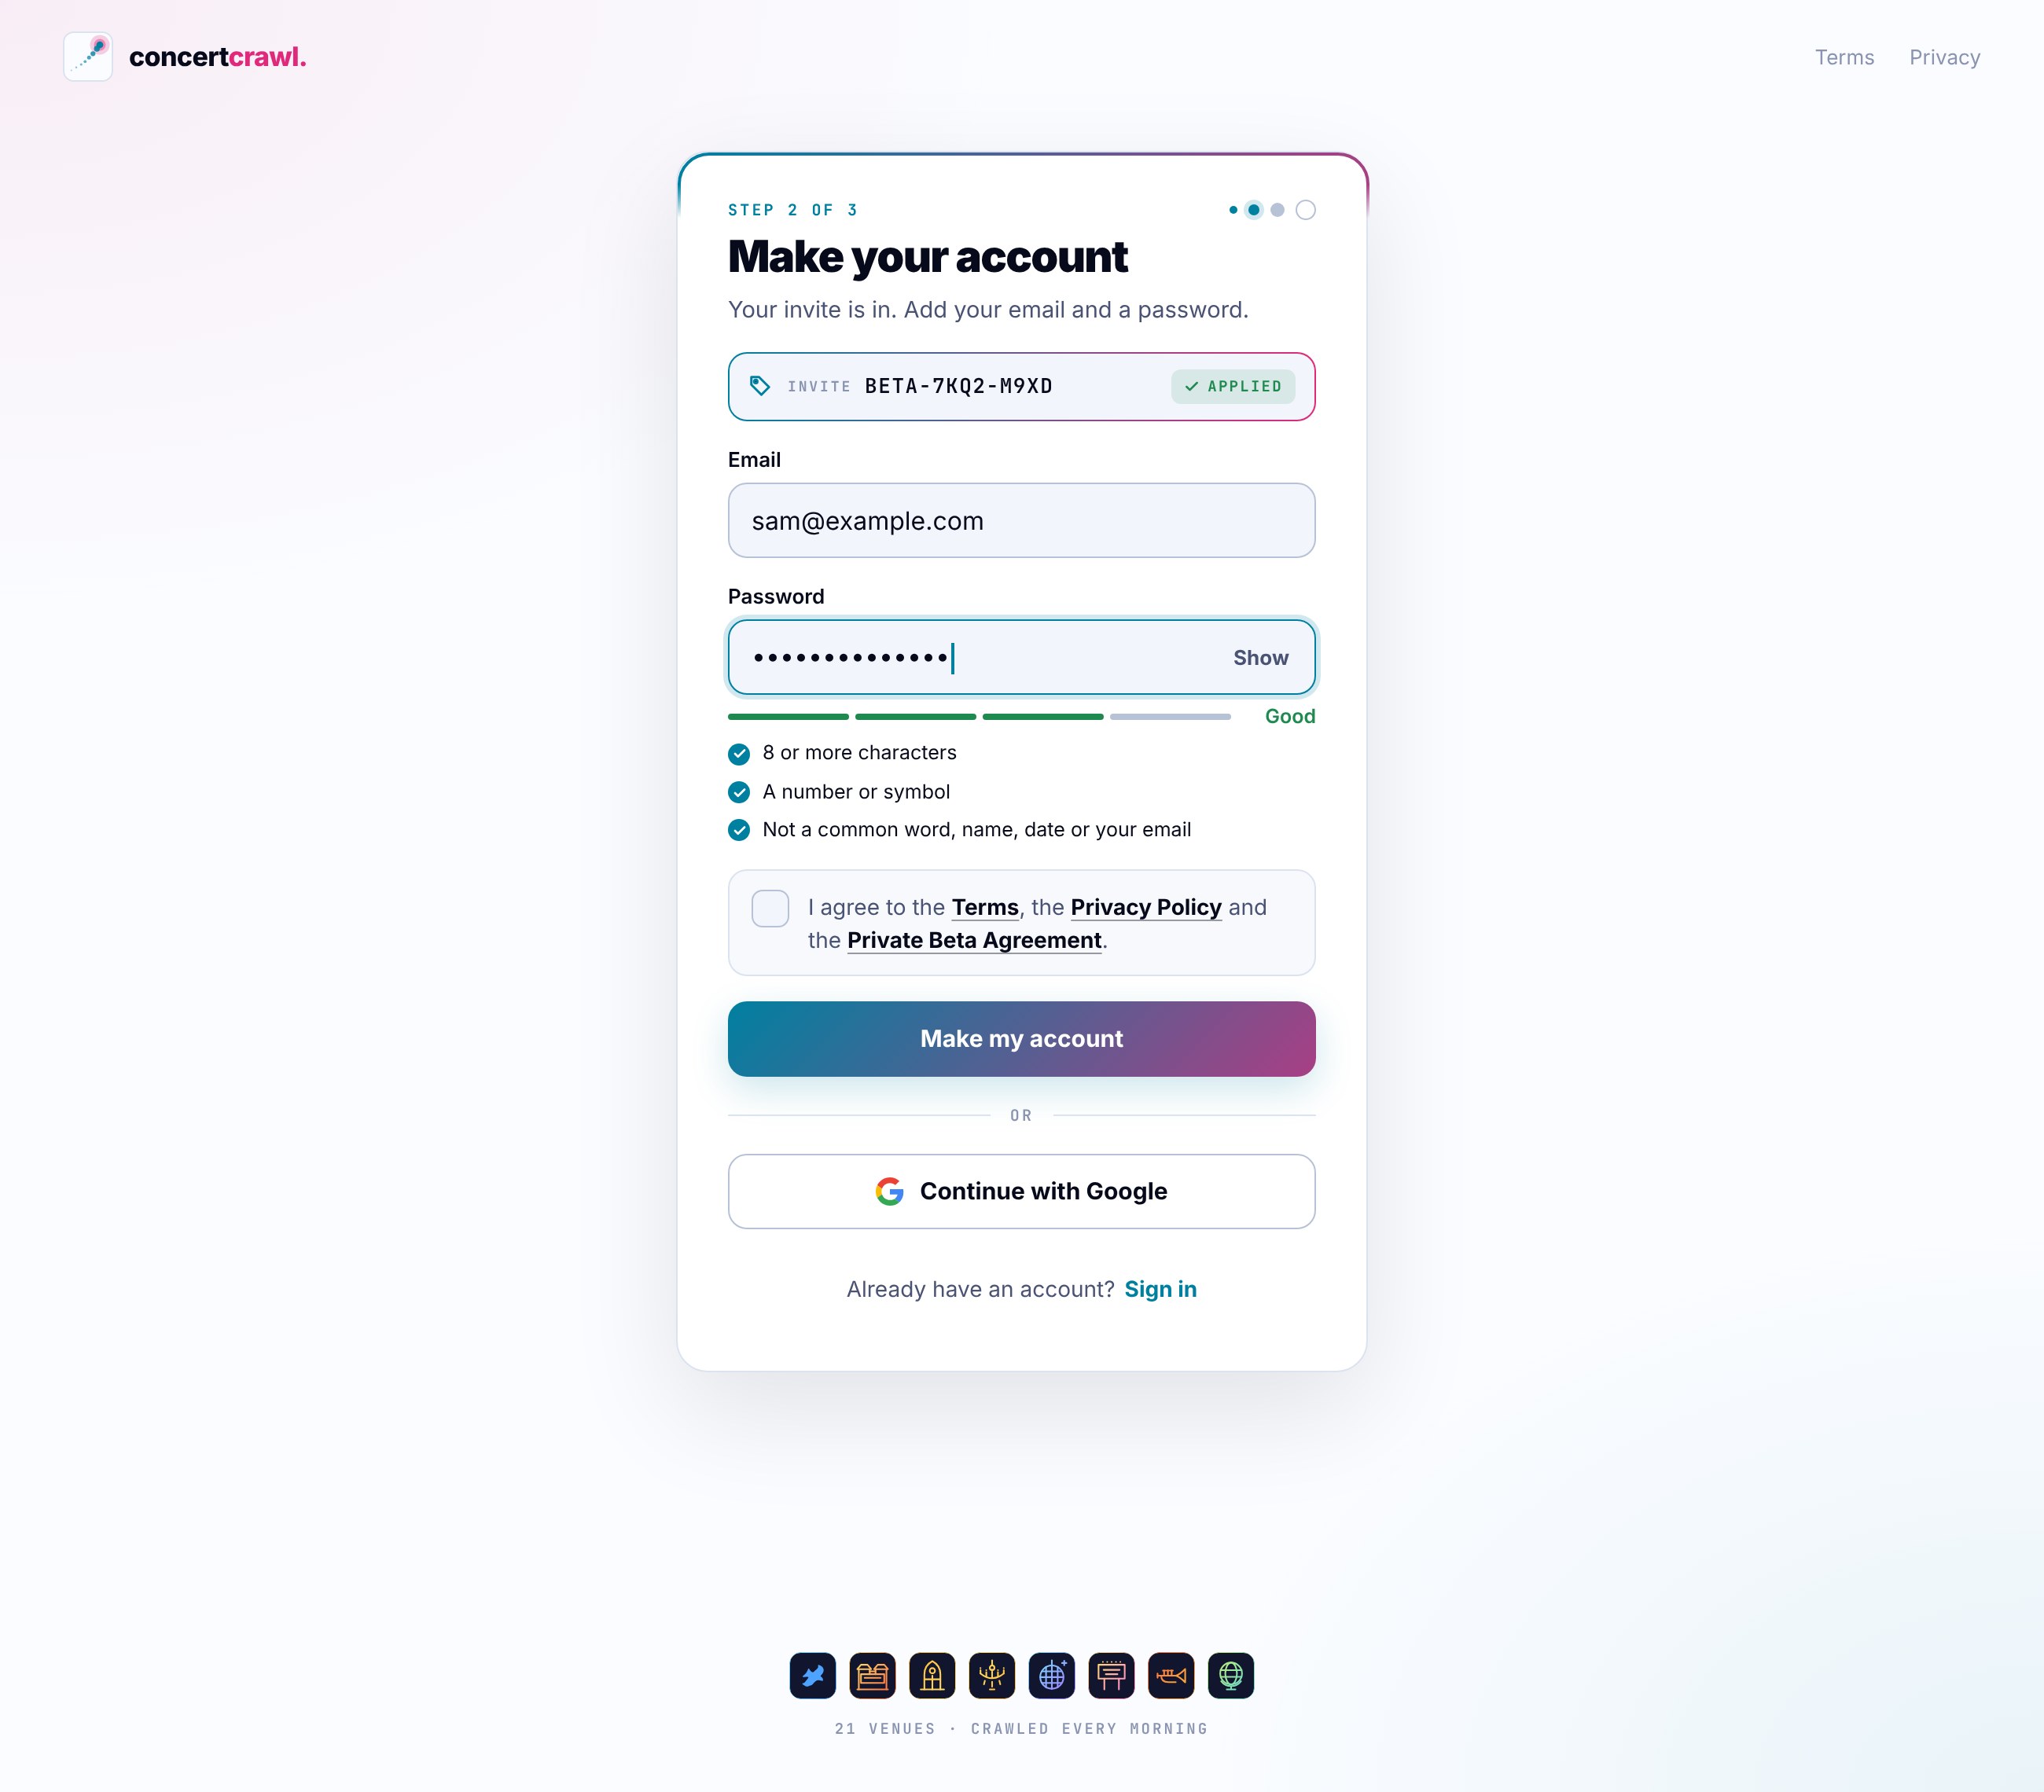 concertcrawl.
Terms Privacy
STEP 2 OF 3
Make your account
Your invite is in. Add your email and a password.
INVITE BETA-7KQ2-M9XD APPLIED
Email
sam@example.com
Password
•••••••••••••• Show
Good
8 or more characters
A number or symbol
Not a common word, name, date or your email
I agree to the Terms, the Privacy Policy and
the Private Beta Agreement.
Make my account
OR
Continue with Google
Already have an account? Sign in
21 VENUES · CRAWLED EVERY MORNING